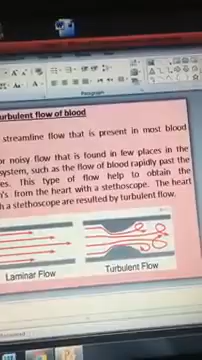 urbulent flow of blood
streamline flow that is present in most blood
or noisy flow that is found in few places in the
system, such as the flow of blood rapidly past the
es. This type of flow help to obtain the
n's. from the heart with a stethoscope. The heart
h a stethoscope are resulted by turbulent flow.
Laminar Flow
Turbulent Flow
Paragraph